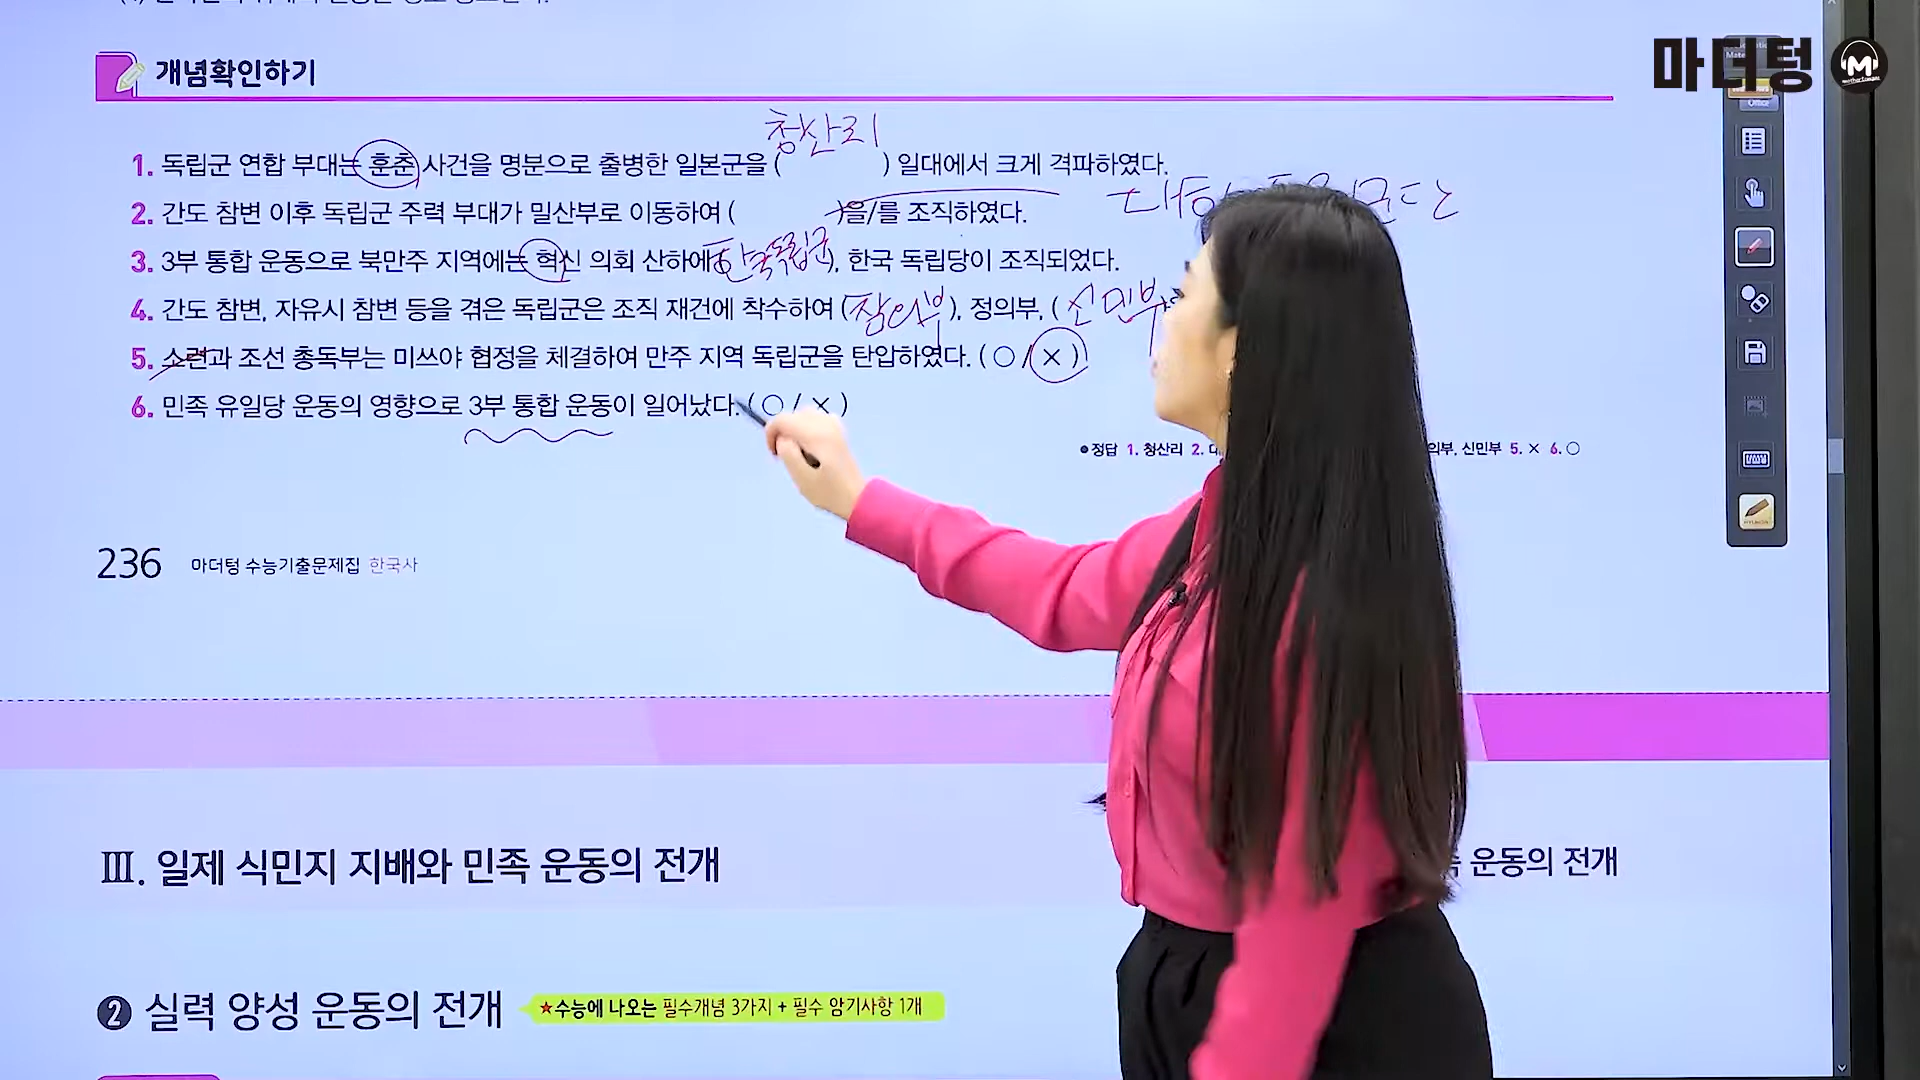 마더텅
개념확인하기
청산리
1. 독립군 연합 부대는 훈춘 사건을 명분으로 출병한 일본군을 ( ) 일대에서 크게 격파하였다.
2. 간도 참변 이후 독립군 주력 부대가 밀산부로 이동하여 ( )을/를 조직하였다.
3. 3부 통합 운동으로 북만주 지역에는 혁신 의회 산하에 한국독립군), 한국 독립당이 조직되었다.
4. 간도 참변, 자유시 참변 등을 겪은 독립군은 조직 재건에 착수하여 (참의부), 정의부, ( 신민부
5. 소련과 조선 총독부는 미쓰야 협정을 체결하여 만주 지역 독립군을 탄압하였다. ( ○ / × )
6. 민족 유일당 운동의 영향으로 3부 통합 운동이 일어났다. ( ○ / × )
●정답 1. 청산리 2. 의부, 신민부 5. × 6. ○
236 마더텅 수능기출문제집 한국사
Ⅲ. 일제 식민지 지배와 민족 운동의 전개
운동의 전개
❷ 실력 양성 운동의 전개 ★수능에 나오는 필수개념 3가지 + 필수 암기사항 1개